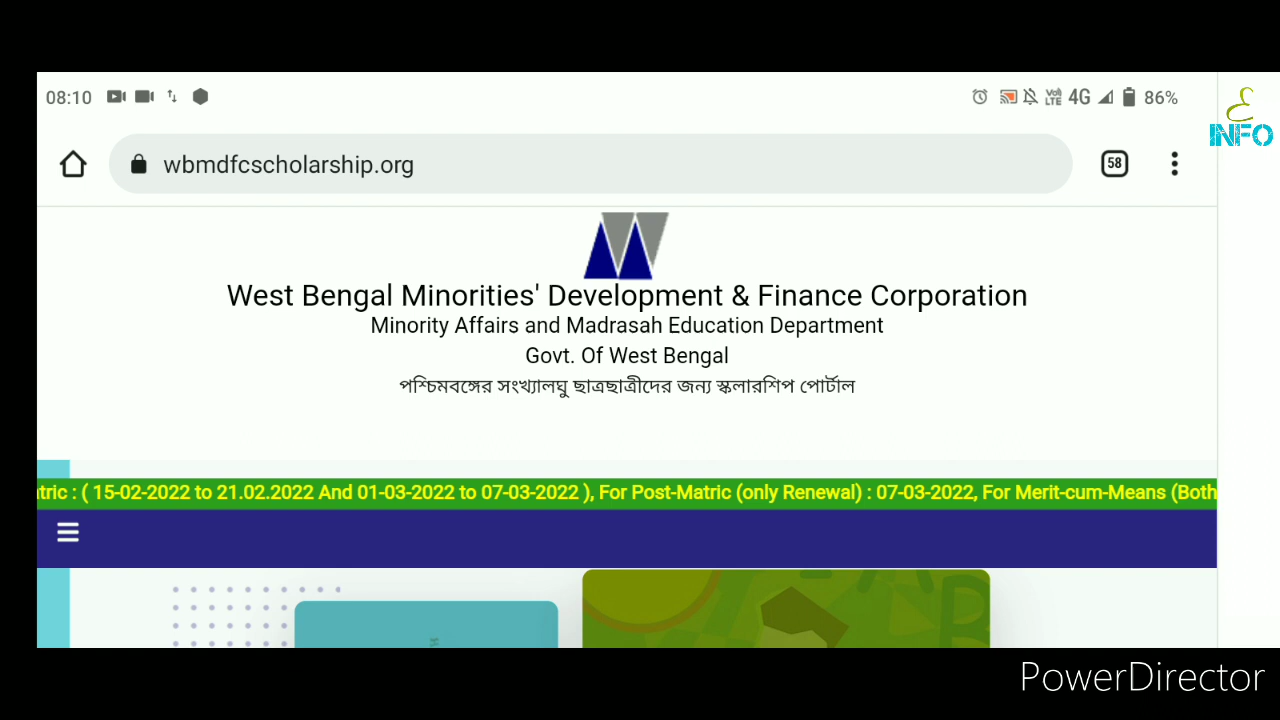 08:10
Vo) LTE 4G 86%
INFO
wbmdfcscholarship.org
58
West Bengal Minorities' Development & Finance Corporation
Minority Affairs and Madrasah Education Department
Govt. Of West Bengal
পশ্চিমবঙ্গের সংখ্যালঘু ছাত্রছাত্রীদের জন্য স্কলারশিপ পোর্টাল
tric : ( 15-02-2022 to 21.02.2022 And 01-03-2022 to 07-03-2022 ), For Post-Matric (only Renewal) : 07-03-2022, For Merit-cum-Means (Both
PowerDirector